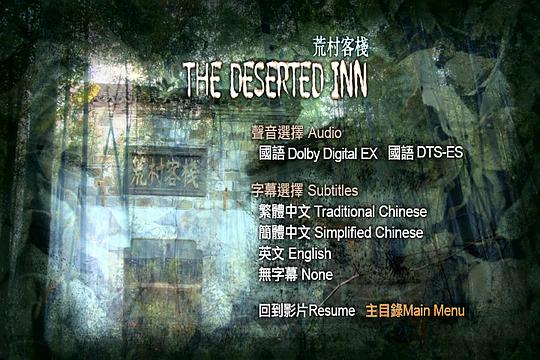 荒村客棧
THE DESERTED INN
聲音選擇 Audio
國語 Dolby Digital EX 國語 DTS-ES
荒村客栈
字幕選擇 Subtitles
繁體中文 Traditional Chinese
簡體中文 Simplified Chinese
英文 English
無字幕 None
回到影片Resume 主目錄Main Menu